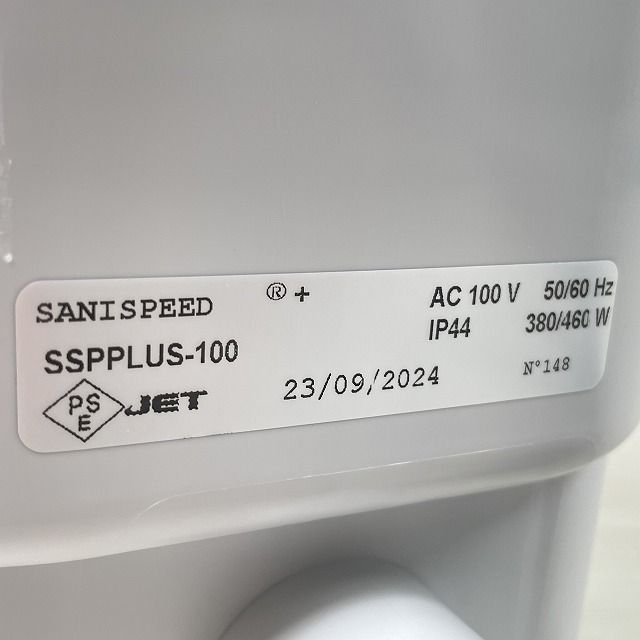 SANISPEED ® +
AC 100 V 50/60 Hz
IP44 380/460 W
SSPPLUS-100
PSE JET
23/09/2024
N°148